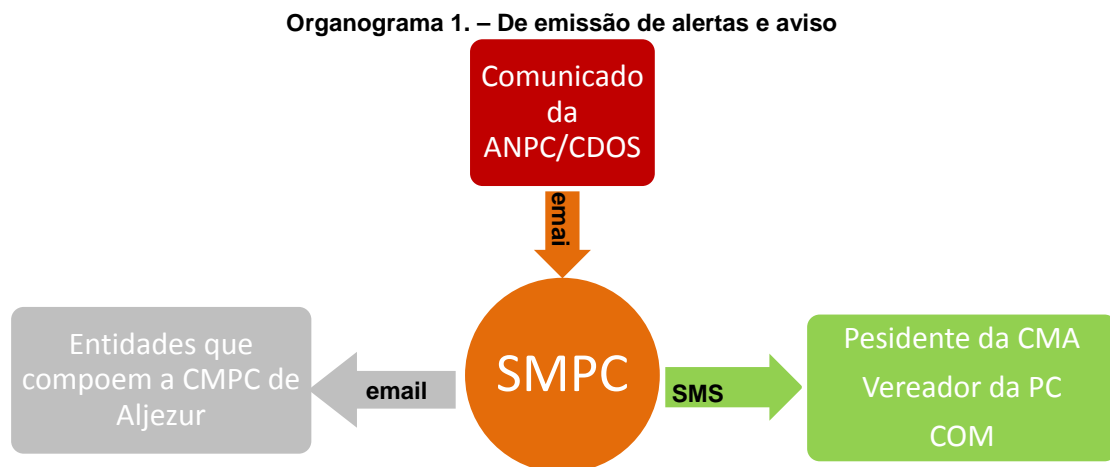 Organograma 1. – De emissão de alertas e aviso
Comunicado
da
ANPC/CDOS
emai
Entidades que
compoem a CMPC de
Aljezur
email
SMPC
SMS
Pesidente da CMA
Vereador da PC
COM